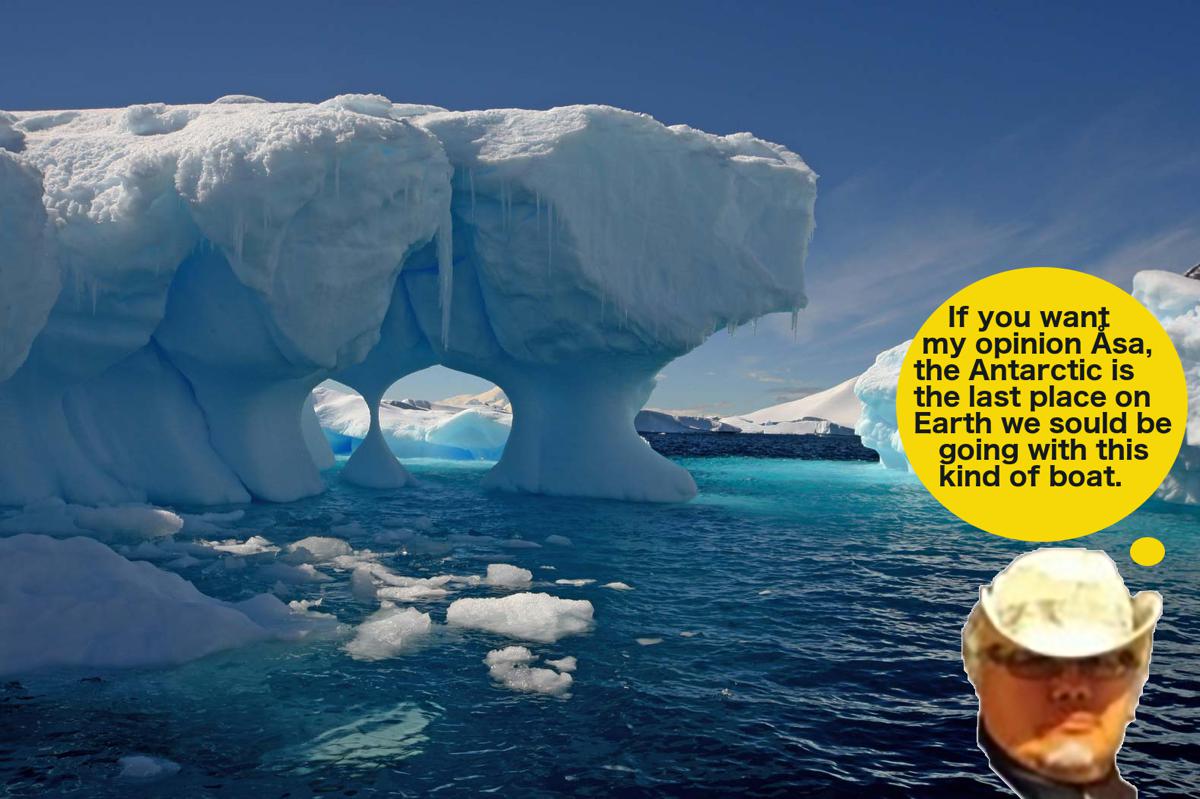 If you want
my opinion Åsa,
the Antarctic is
the last place on
Earth we sould be
going with this
kind of boat.